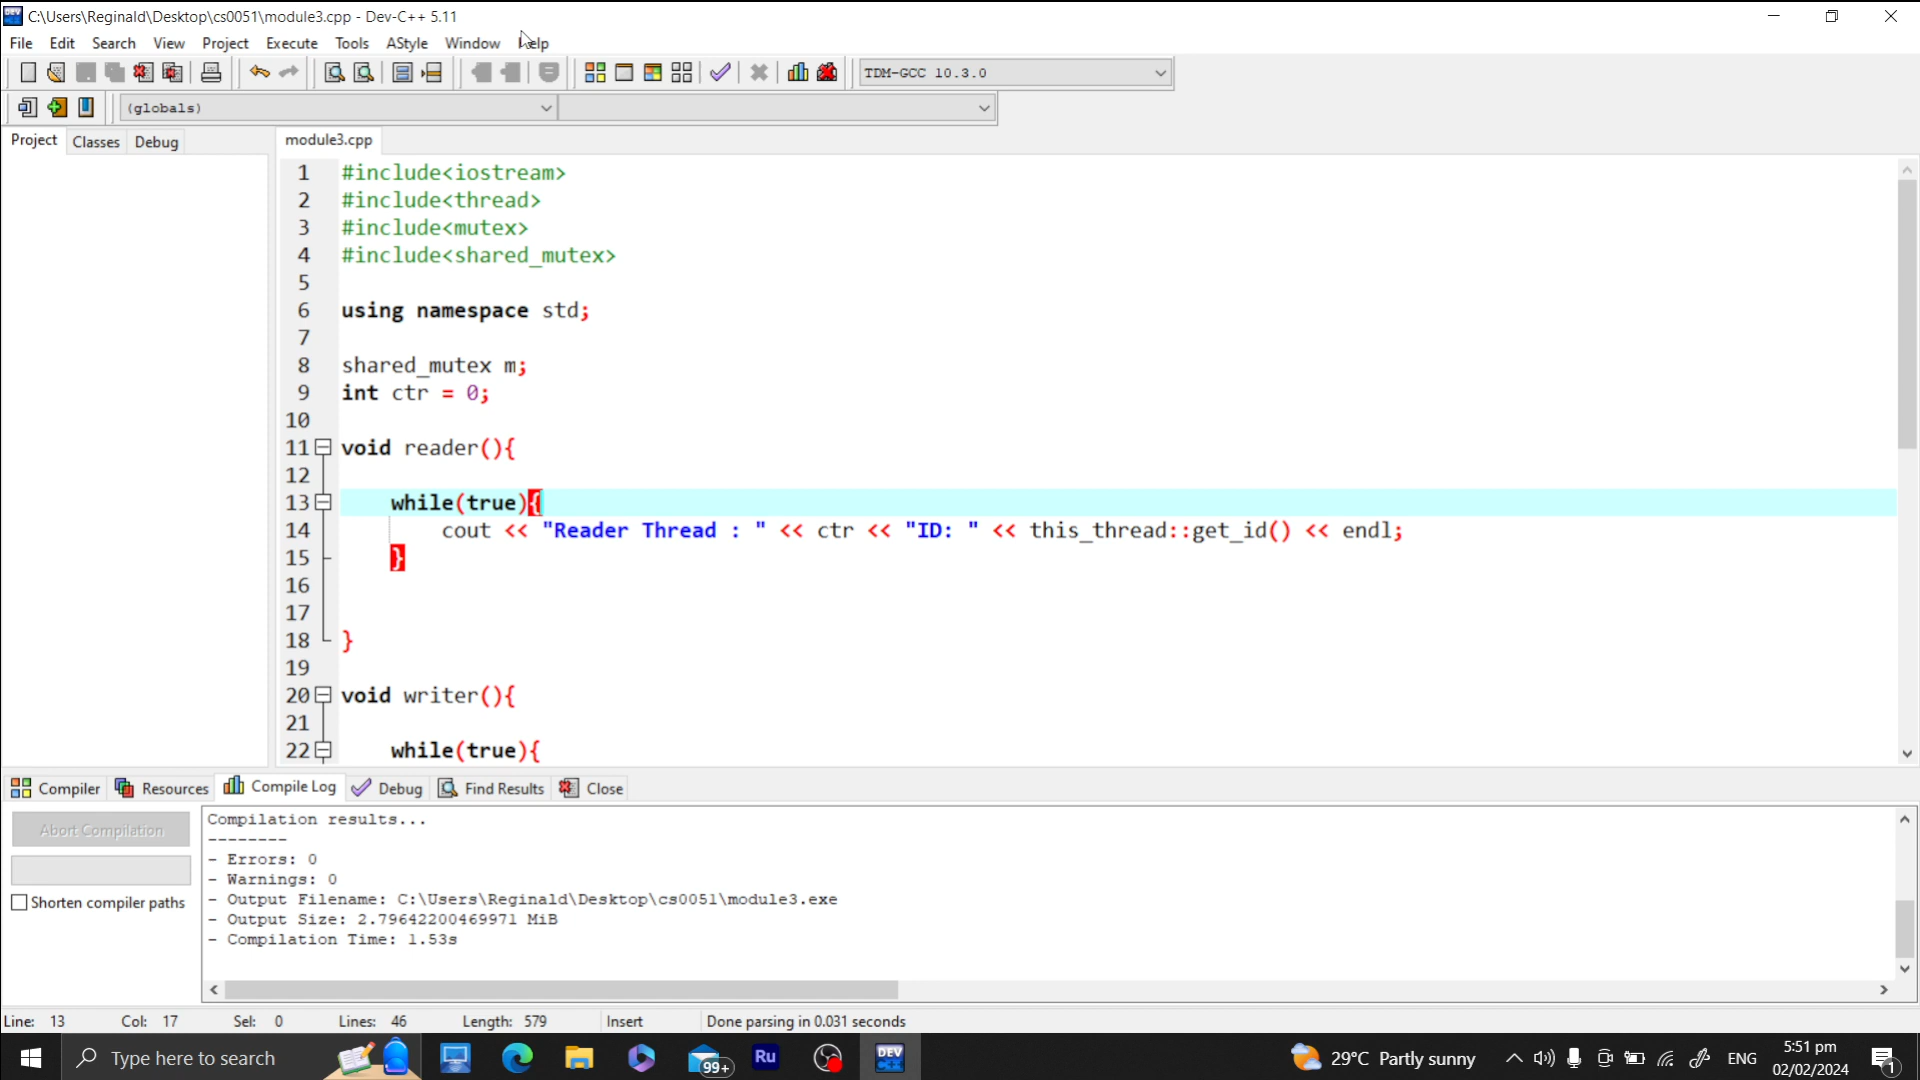 C:\Users\Reginald\Desktop\cs0051\module3.cpp - Dev-C++ 5.11
File Edit Search View Project Execute Tools AStyle Window Help
TDM-GCC 10.3.0
(globals)
Project Classes Debug
module3.cpp
1 #include<iostream>
2 #include<thread>
3 #include<mutex>
4 #include<shared_mutex>
5
6 using namespace std;
7
8 shared_mutex m;
9 int ctr = 0;
10
11 void reader(){
12
13 while(true){
14 cout << "Reader Thread : " << ctr << "ID: " << this_thread::get_id() << endl;
15 }
16
17
18 }
19
20 void writer(){
21
22 while(true){
Compiler Resources Compile Log Debug Find Results Close
Abort Compilation
Shorten compiler paths
Compilation results...
--------
- Errors: 0
- Warnings: 0
- Output Filename: C:\Users\Reginald\Desktop\cs0051\module3.exe
- Output Size: 2.79642200469971 MiB
- Compilation Time: 1.53s
Line: 13 Col: 17 Sel: 0 Lines: 46 Length: 579 Insert Done parsing in 0.031 seconds
Type here to search
99+
Ru
DEV
29°C Partly sunny
ENG
5:51 pm
02/02/2024
1